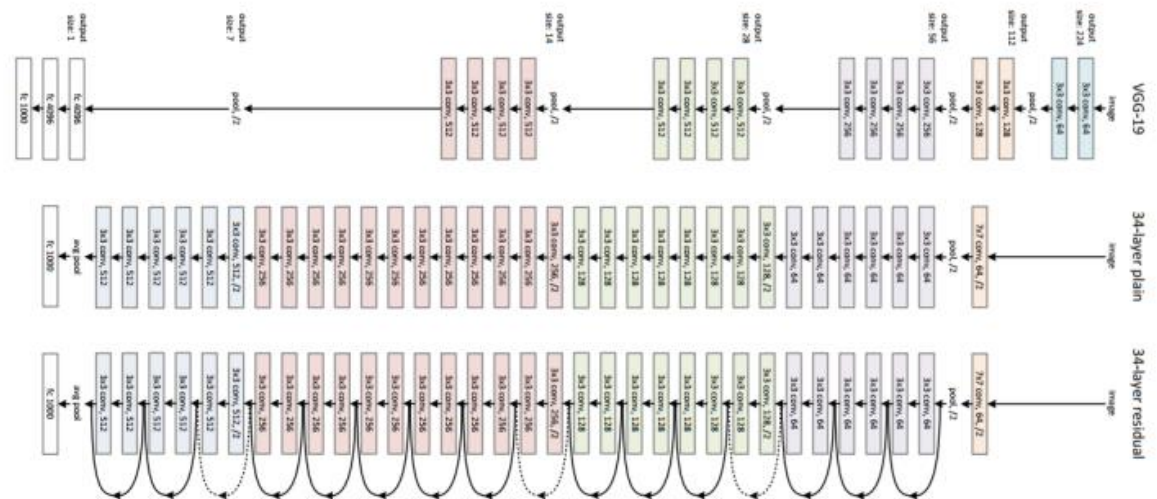 VGG-19
image
output
size: 224
3x3 conv, 64
3x3 conv, 64
output
size: 112
pool, /2
3x3 conv, 128
3x3 conv, 128
output
size: 56
pool, /2
3x3 conv, 256
3x3 conv, 256
3x3 conv, 256
3x3 conv, 256
output
size: 28
pool, /2
3x3 conv, 512
3x3 conv, 512
3x3 conv, 512
3x3 conv, 512
output
size: 14
pool, /2
3x3 conv, 512
3x3 conv, 512
3x3 conv, 512
3x3 conv, 512
output
size: 7
pool, /2
output
size: 1
fc 4096
fc 4096
fc 1000
34-layer plain
image
7x7 conv, 64, /2
pool, /2
3x3 conv, 64
3x3 conv, 64
3x3 conv, 64
3x3 conv, 64
3x3 conv, 64
3x3 conv, 64
3x3 conv, 128, /2
3x3 conv, 128
3x3 conv, 128
3x3 conv, 128
3x3 conv, 128
3x3 conv, 128
3x3 conv, 128
3x3 conv, 128
3x3 conv, 256, /2
3x3 conv, 256
3x3 conv, 256
3x3 conv, 256
3x3 conv, 256
3x3 conv, 256
3x3 conv, 256
3x3 conv, 256
3x3 conv, 256
3x3 conv, 256
3x3 conv, 256
3x3 conv, 256
3x3 conv, 512, /2
3x3 conv, 512
3x3 conv, 512
3x3 conv, 512
3x3 conv, 512
3x3 conv, 512
avg pool
fc 1000
34-layer residual
image
7x7 conv, 64, /2
pool, /2
3x3 conv, 64
3x3 conv, 64
3x3 conv, 64
3x3 conv, 64
3x3 conv, 64
3x3 conv, 64
3x3 conv, 128, /2
3x3 conv, 128
3x3 conv, 128
3x3 conv, 128
3x3 conv, 128
3x3 conv, 128
3x3 conv, 128
3x3 conv, 128
3x3 conv, 256, /2
3x3 conv, 256
3x3 conv, 256
3x3 conv, 256
3x3 conv, 256
3x3 conv, 256
3x3 conv, 256
3x3 conv, 256
3x3 conv, 256
3x3 conv, 256
3x3 conv, 256
3x3 conv, 256
3x3 conv, 512, /2
3x3 conv, 512
3x3 conv, 512
3x3 conv, 512
3x3 conv, 512
3x3 conv, 512
avg pool
fc 1000